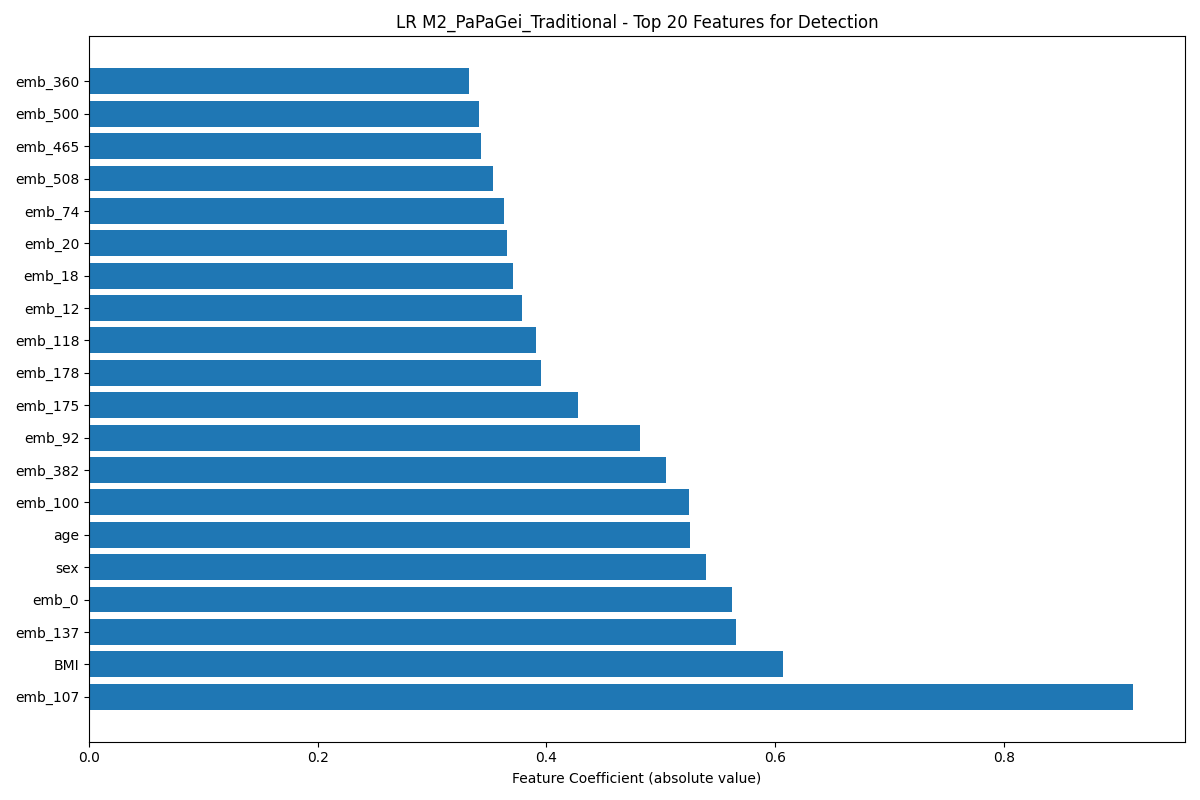 LR M2_PaPaGei_Traditional - Top 20 Features for Detection
emb_360
emb_500
emb_465
emb_508
emb_74
emb_20
emb_18
emb_12
emb_118
emb_178
emb_175
emb_92
emb_382
emb_100
age
sex
emb_0
emb_137
BMI
emb_107
0.0 0.2 0.4 0.6 0.8
Feature Coefficient (absolute value)